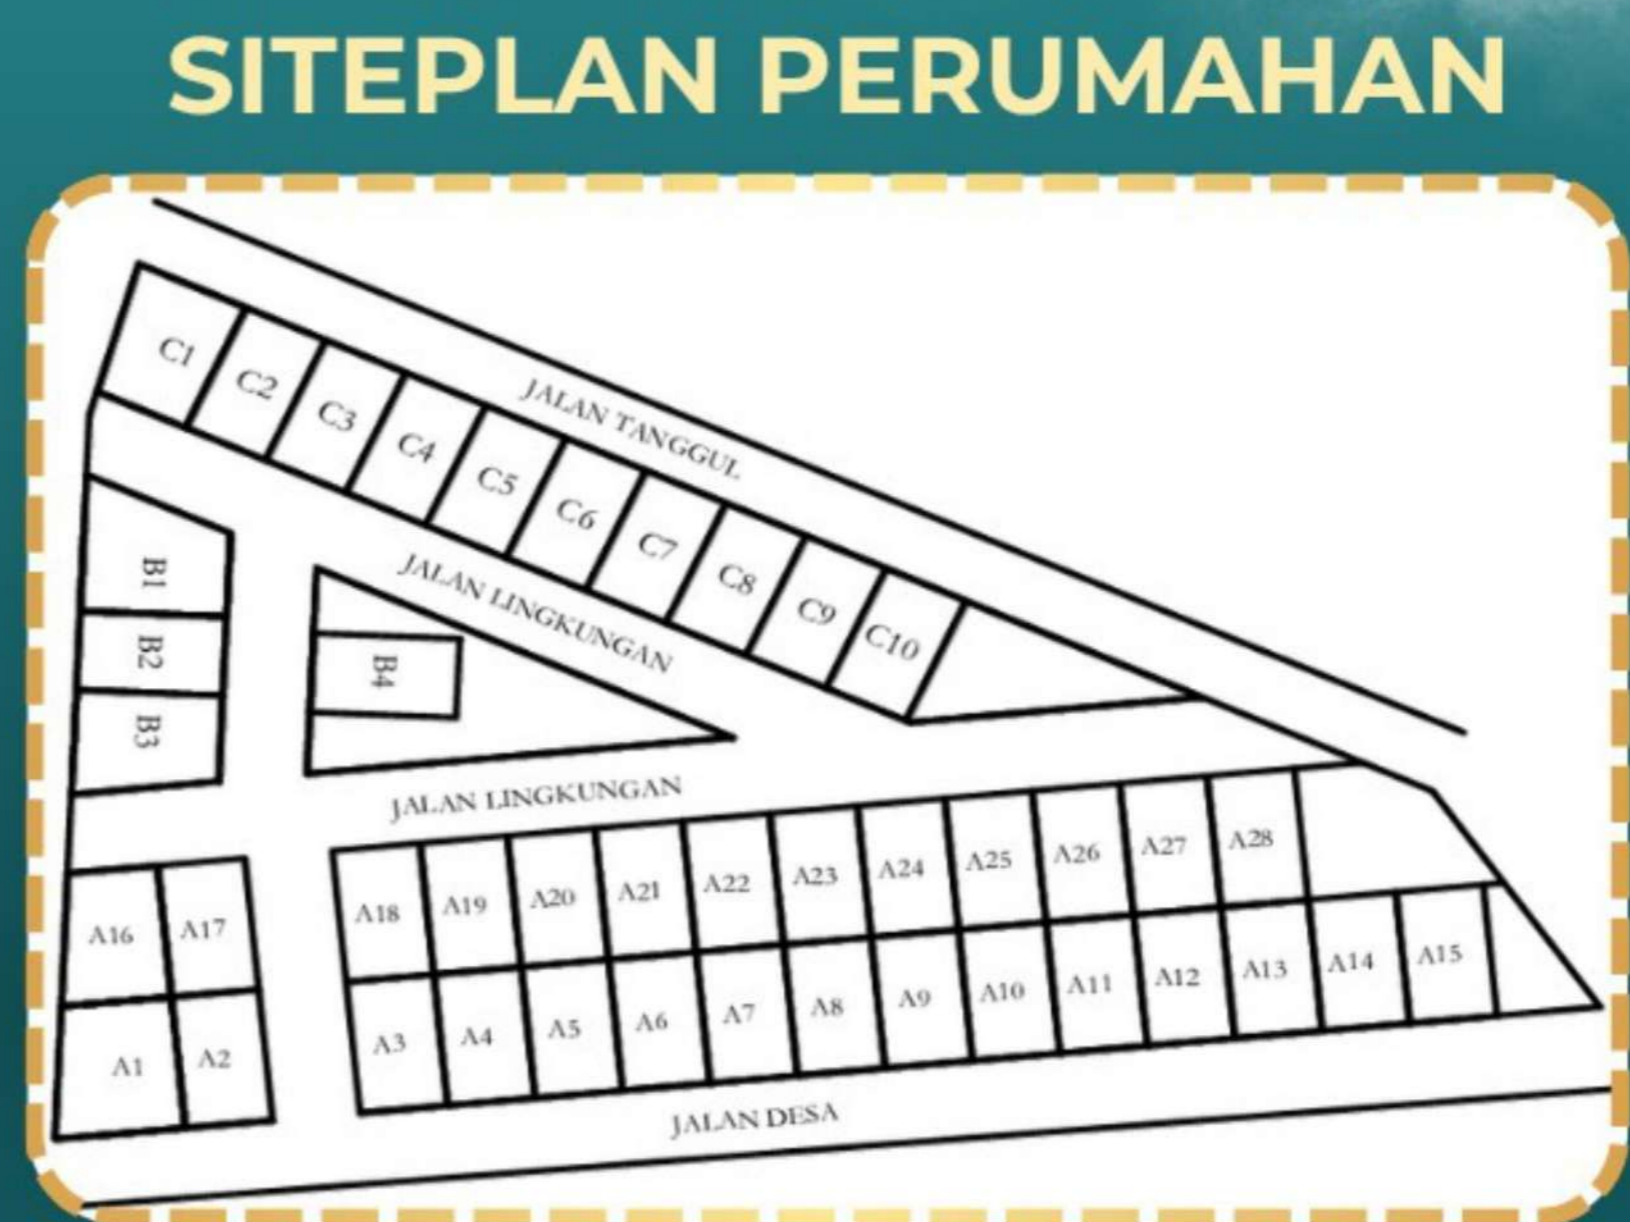 SITEPLAN PERUMAHAN
JALAN TANGGUL
C1
C2
C3
C4
C5
C6
C7
C8
C9
C10
JALAN LINGKUNGAN
B1
B2
B3
B4
JALAN LINGKUNGAN
A16
A17
A18
A19
A20
A21
A22
A23
A24
A25
A26
A27
A28
A1
A2
A3
A4
A5
A6
A7
A8
A9
A10
A11
A12
A13
A14
A15
JALAN DESA